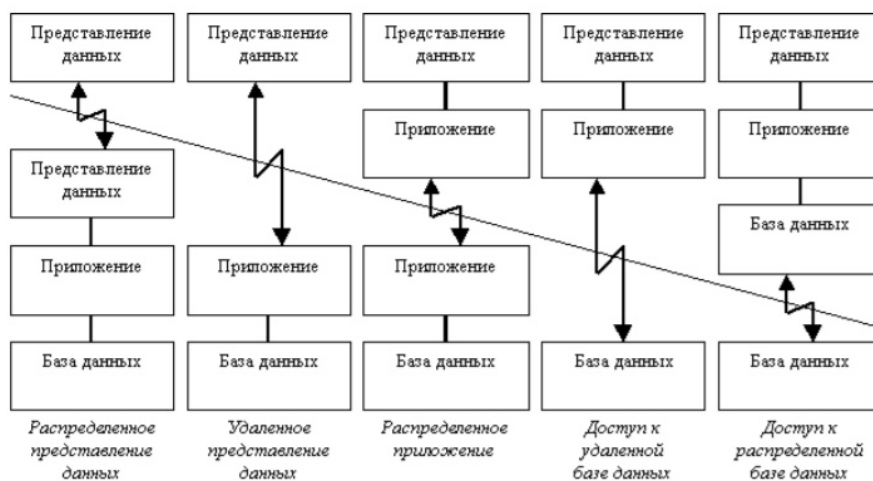 Представление
данных
Представление
данных
Представление
данных
Представление
данных
Представление
данных
Приложение
Приложение
Приложение
Представление
данных
База данных
Приложение
Приложение
Приложение
База данных
База данных
База данных
База данных
База данных
Распределенное
представление
данных
Удаленное
представление
данных
Распределенное
приложение
Доступ к
удаленной
базе данных
Доступ к
распределенной
базе данных